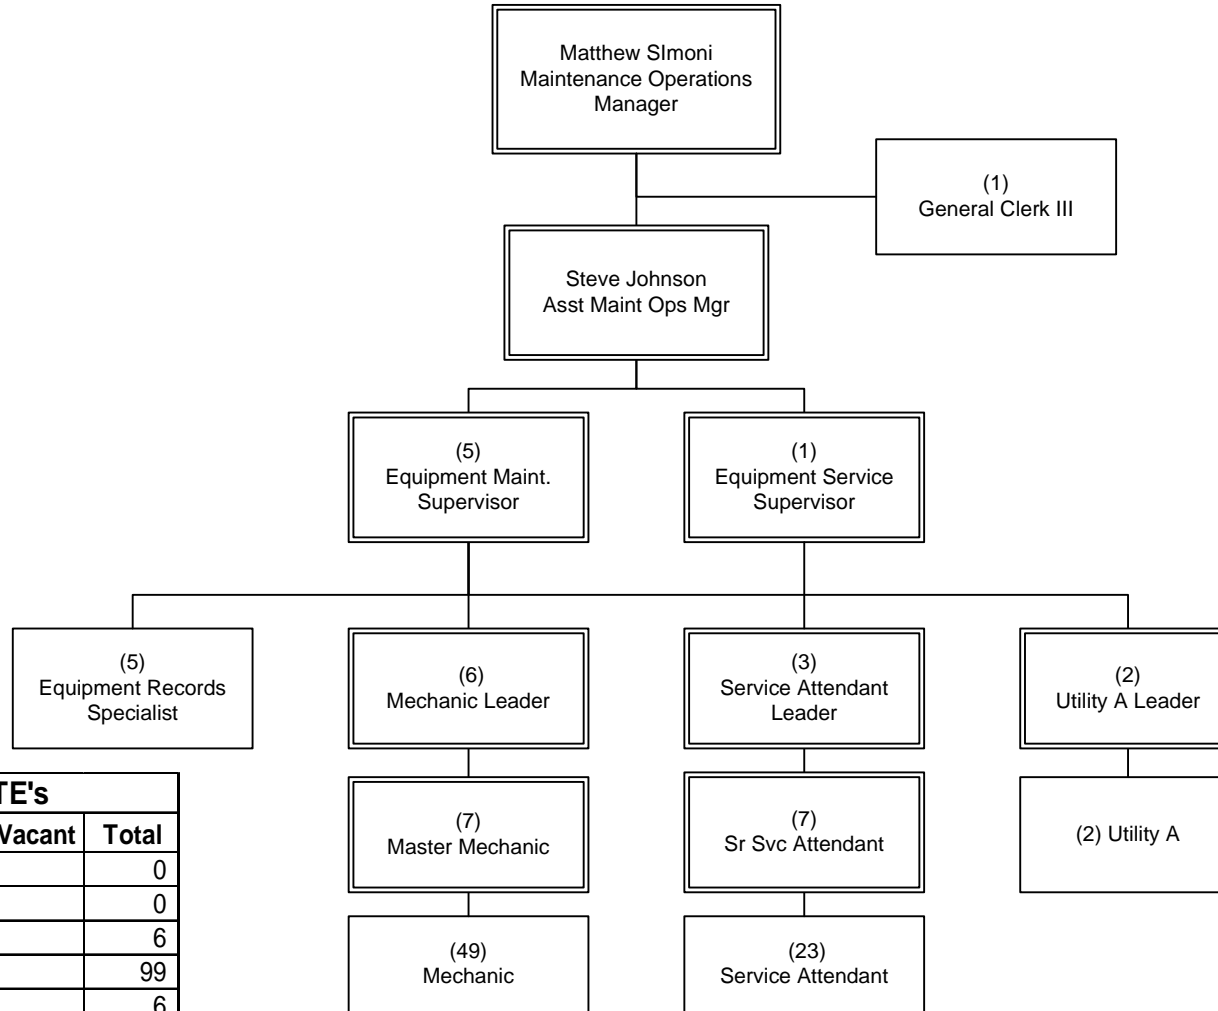 Matthew SImoni
Maintenance Operations
Manager
(1)
General Clerk III
Steve Johnson
Asst Maint Ops Mgr
(5)
Equipment Maint.
Supervisor
(1)
Equipment Service
Supervisor
(5)
Equipment Records
Specialist
(6)
Mechanic Leader
(3)
Service Attendant
Leader
(2)
Utility A Leader
(7)
Master Mechanic
(7)
Sr Svc Attendant
(2) Utility A
(49)
Mechanic
(23)
Service Attendant
TE's
Vacant Total
0
0
6
99
6